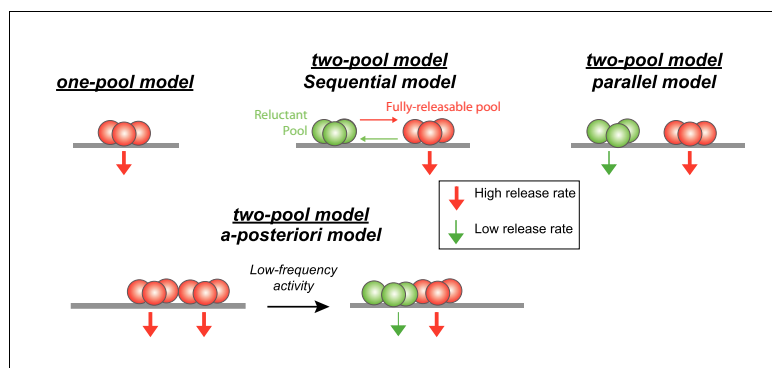 one-pool model
two-pool model
Sequential model
Reluctant
Pool
Fully-releasable pool
two-pool model
parallel model
High release rate
Low release rate
two-pool model
a-posteriori model
Low-frequency
activity